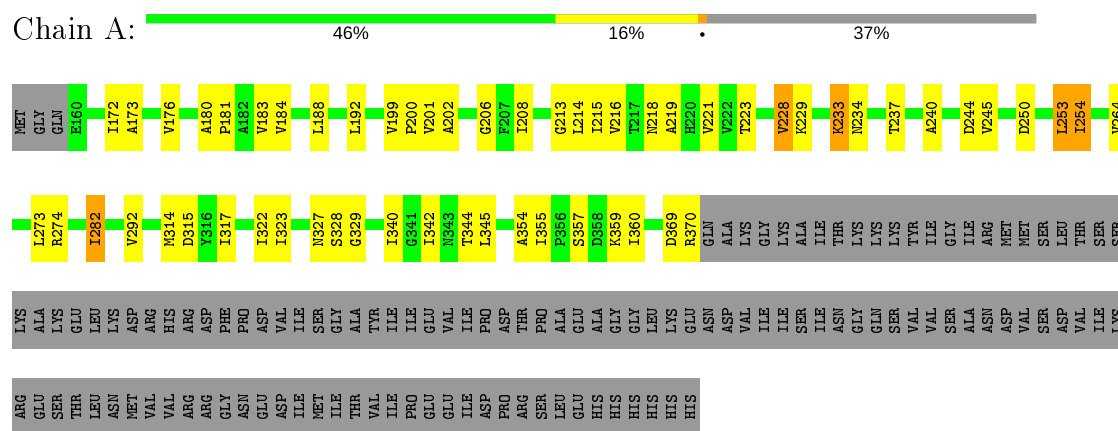 Chain A:
46% 16% • 37%
MET GLY GLN E160 I172 A173 V176 A180 P181 A182 V183 V184 L188 L192 V199 P200 V201 A202 G206 F207 I208 G213 L214 I215 V216 T217 N218 A219 H220 V221 V222 T223 V228 K229 K233 N234 T237 A240 D244 V245 D250 L253 I254 V264
L273 R274 I282 V292 M314 D315 Y316 I317 I322 I323 N327 S328 G329 I340 G341 I342 N343 T344 L345 A354 I355 P356 S357 D358 K359 I360 D369 R370 GLN ALA LYS GLY LYS ALA ILE THR LYS LYS LYS TYR ILE GLY ILE ARG MET MET SER LEU THR SER SER
LYS ALA LYS GLU LEU LYS ASP ARG HIS ARG ASP PHE PRO ASP VAL ILE SER GLY ALA TYR ILE ILE GLU VAL ILE PRO ASP THR PRO ALA GLU ALA GLY GLY LEU LYS GLU ASN ASP VAL ILE ILE SER ILE ASN GLY GLN SER VAL VAL SER ALA ASN ASP VAL SER ASP VAL ILE LYS
ARG GLU SER THR LEU ASN MET VAL VAL ARG ARG GLY ASN GLU ASP ILE MET ILE THR VAL ILE PRO GLU GLU ILE ASP PRO ARG SER LEU GLU HIS HIS HIS HIS HIS HIS